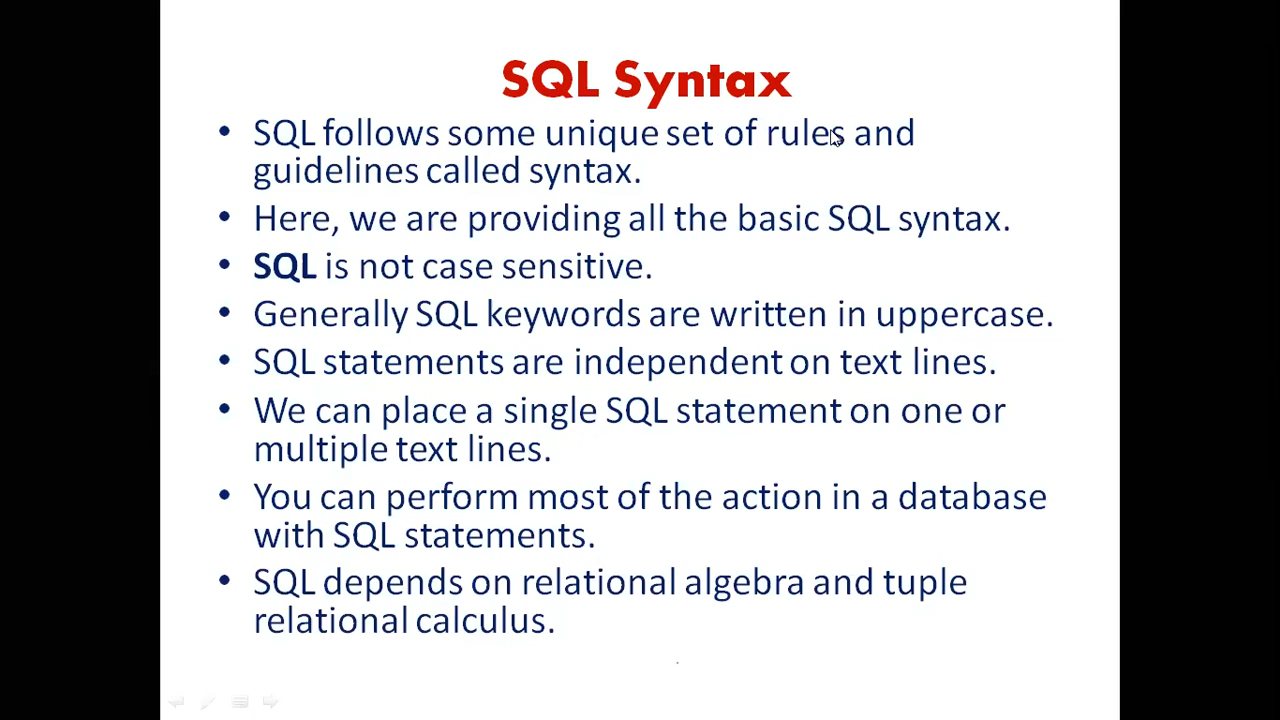 SQL Syntax
• SQL follows some unique set of rules and
guidelines called syntax.
• Here, we are providing all the basic SQL syntax.
• SQL is not case sensitive.
• Generally SQL keywords are written in uppercase.
• SQL statements are independent on text lines.
• We can place a single SQL statement on one or
multiple text lines.
• You can perform most of the action in a database
with SQL statements.
• SQL depends on relational algebra and tuple
relational calculus.